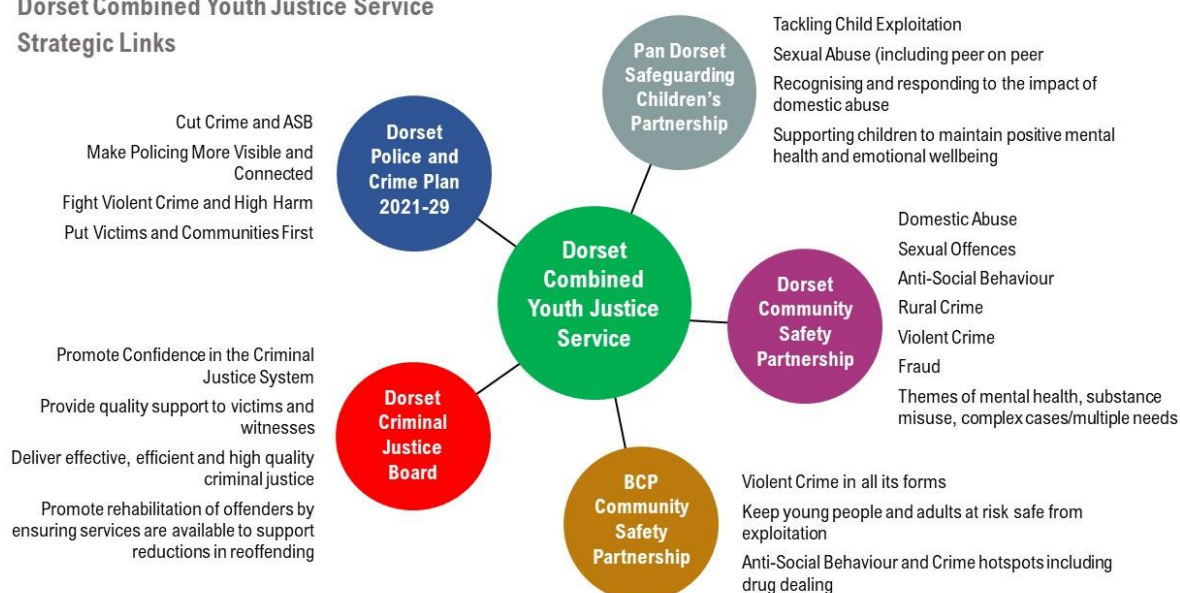 Dorset Combined Youth Justice Service
Strategic Links
Cut Crime and ASB
Make Policing More Visible and
Connected
Fight Violent Crime and High Harm
Put Victims and Communities First
Dorset
Police and
Crime Plan
2021-29
Pan Dorset
Safeguarding
Children's
Partnership
Tackling Child Exploitation
Sexual Abuse (including peer on peer
Recognising and responding to the impact of
domestic abuse
Supporting children to maintain positive mental
health and emotional wellbeing
Dorset
Combined
Youth Justice
Service
Dorset
Community
Safety
Partnership
Domestic Abuse
Sexual Offences
Anti-Social Behaviour
Rural Crime
Violent Crime
Fraud
Themes of mental health, substance
misuse, complex cases/multiple needs
Promote Confidence in the Criminal
Justice System
Provide quality support to victims and
witnesses
Deliver effective, efficient and high quality
criminal justice
Promote rehabilitation of offenders by
ensuring services are available to support
reductions in reoffending
Dorset
Criminal
Justice
Board
BCP
Community
Safety
Partnership
Violent Crime in all its forms
Keep young people and adults at risk safe from
exploitation
Anti-Social Behaviour and Crime hotspots including
drug dealing